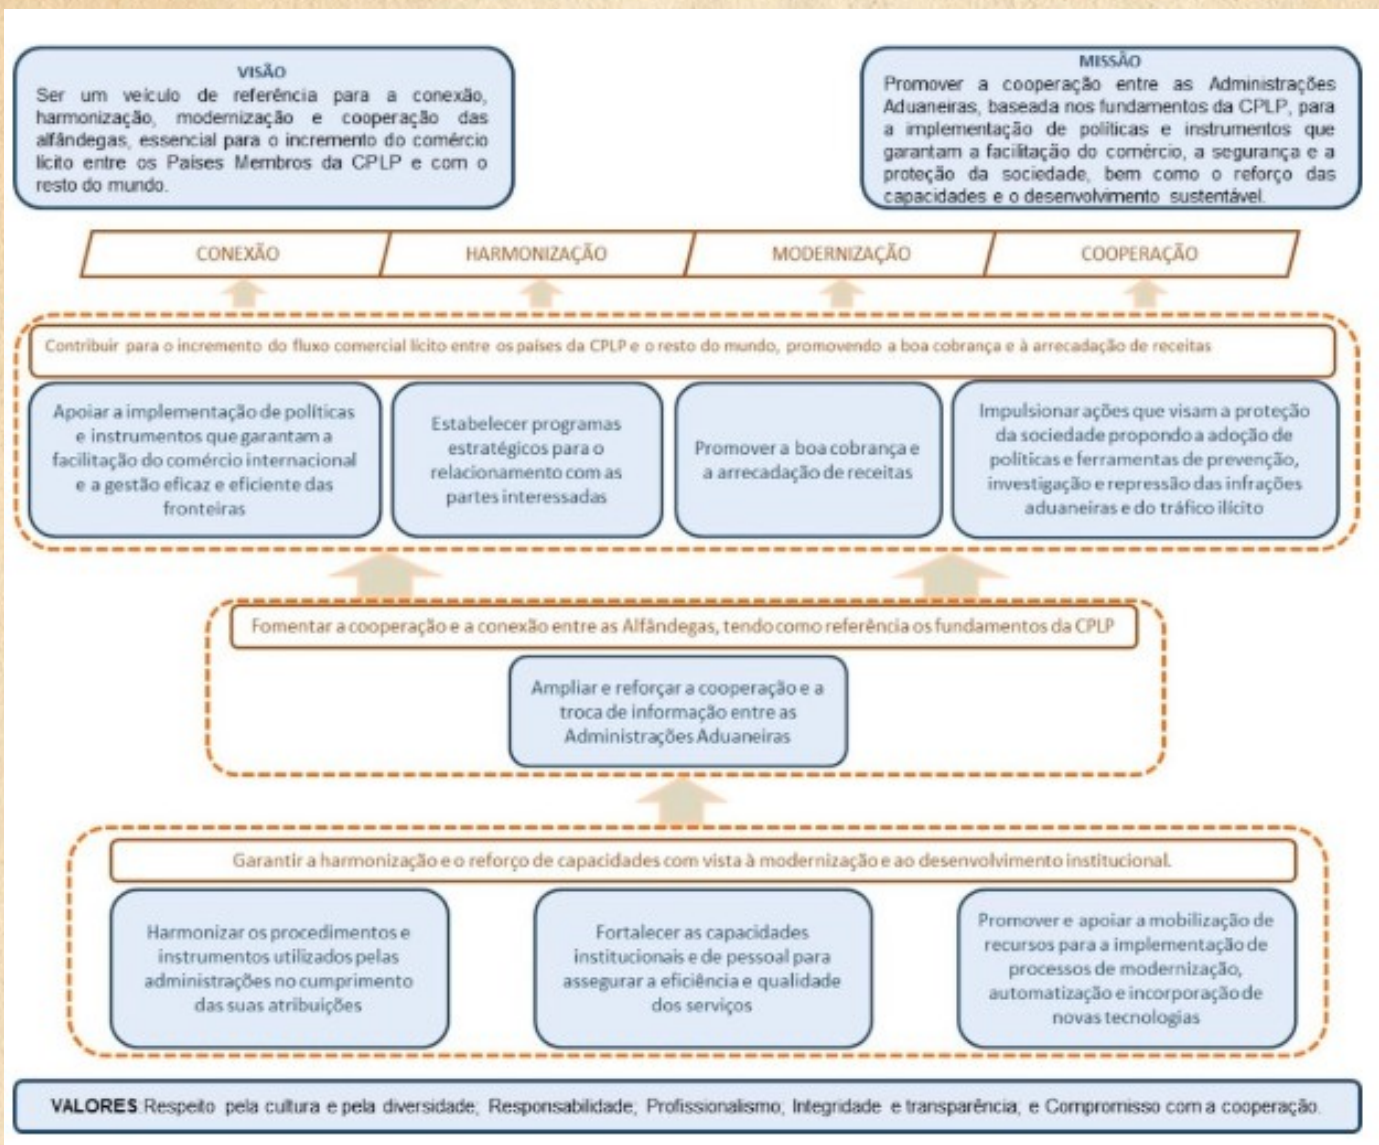 VISÃO
Ser um veículo de referência para a conexão,
harmonização, modernização e cooperação das
alfândegas, essencial para o incremento do comércio
lícito entre os Países Membros da CPLP e com o
resto do mundo.
MISSÃO
Promover a cooperação entre as Administrações
Aduaneiras, baseada nos fundamentos da CPLP, para
a implementação de políticas e instrumentos que
garantam a facilitação do comércio, a segurança e a
proteção da sociedade, bem como o reforço das
capacidades e o desenvolvimento sustentável.
CONEXÃO
HARMONIZAÇÃO
MODERNIZAÇÃO
COOPERAÇÃO
Contribuir para o incremento do fluxo comercial lícito entre os países da CPLP e o resto do mundo, promovendo a boa cobrança e à arrecadação de receitas
Apoiar a implementação de políticas
e instrumentos que garantam a
facilitação do comércio internacional
e a gestão eficaz e eficiente das
fronteiras
Estabelecer programas
estratégicos para o
relacionamento com as
partes interessadas
Promover a boa cobrança e
a arrecadação de receitas
Impulsionar ações que visam a proteção
da sociedade propondo a adoção de
políticas e ferramentas de prevenção,
investigação e repressão das infrações
aduaneiras e do tráfico ilícito
Fomentar a cooperação e a conexão entre as Alfândegas, tendo como referência os fundamentos da CPLP
Ampliar e reforçar a cooperação e a
troca de informação entre as
Administrações Aduaneiras
Garantir a harmonização e o reforço de capacidades com vista à modernização e ao desenvolvimento institucional.
Harmonizar os procedimentos e
instrumentos utilizados pelas
administrações no cumprimento
das suas atribuições
Fortalecer as capacidades
institucionais e de pessoal para
assegurar a eficiência e qualidade
dos serviços
Promover e apoiar a mobilização de
recursos para a implementação de
processos de modernização,
automatização e incorporação de
novas tecnologias
VALORES:Respeito pela cultura e pela diversidade; Responsabilidade; Profissionalismo; Integridade e transparência; e Compromisso com a cooperação.